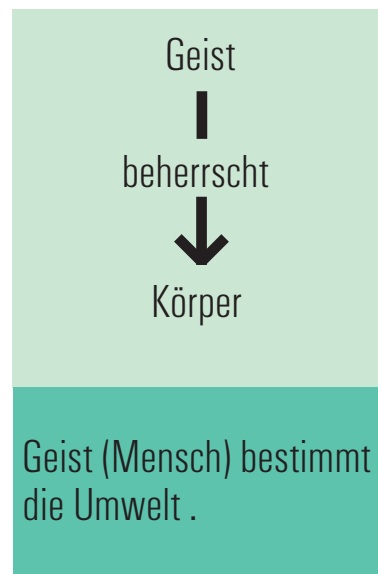 Geist
beherrscht
Körper
Geist (Mensch) bestimmt
die Umwelt .